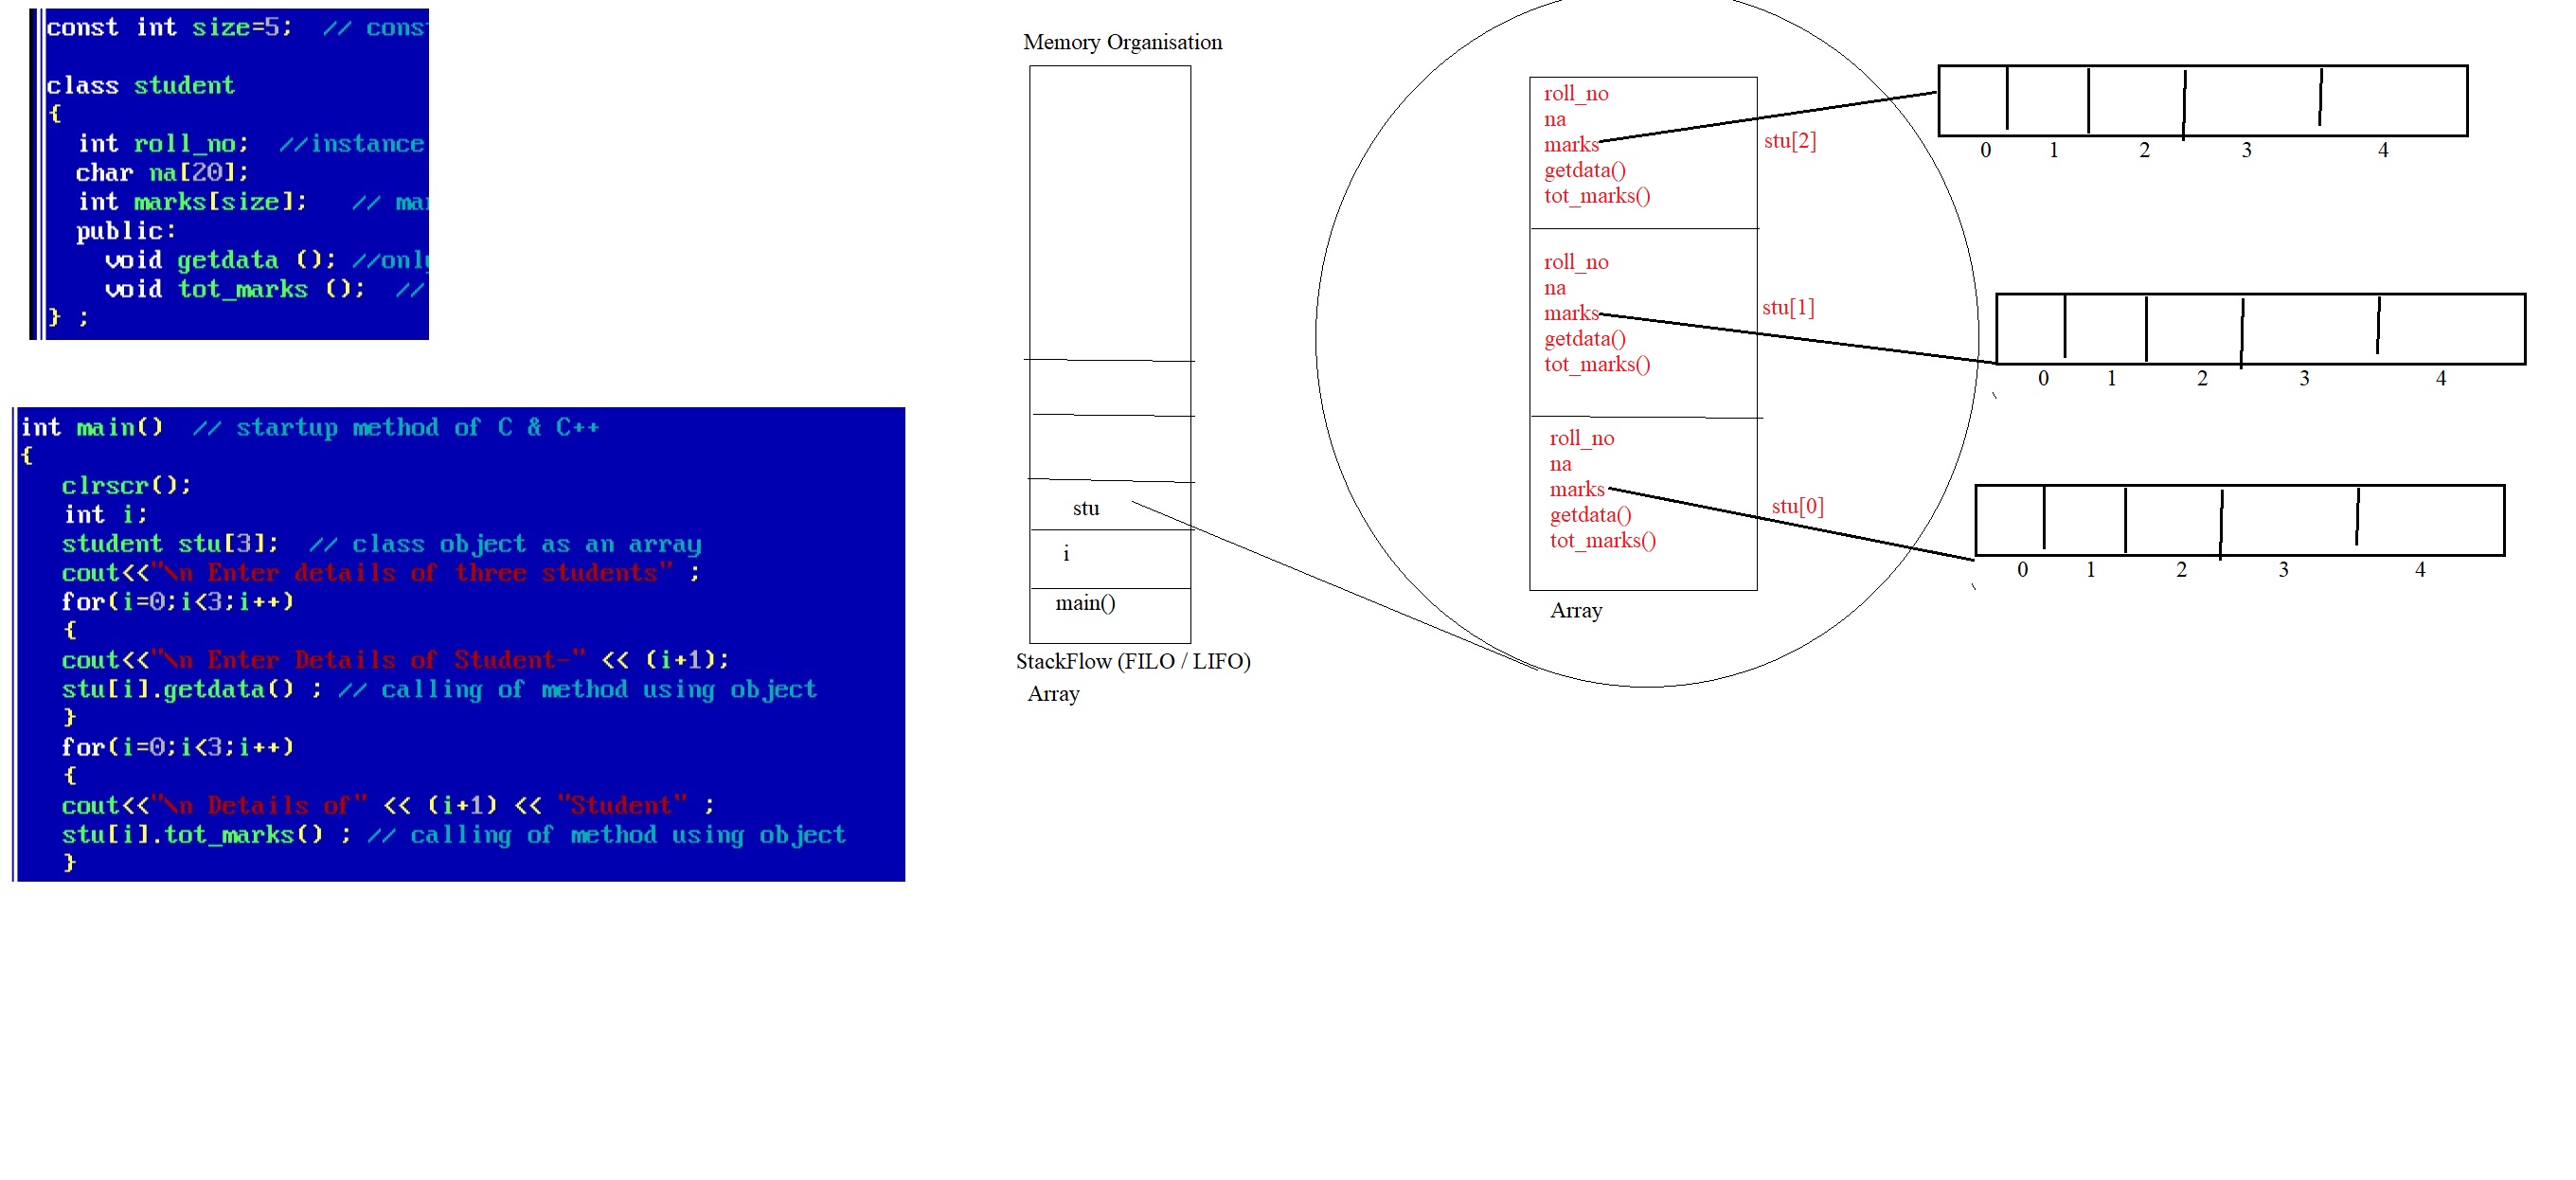 const int size=5;  // cons
class student
{
int roll_no;  //instance
char na[20];
int marks[size];   // ma
public:
void getdata (); //only
void tot_marks ();  //
} ;
int main()  // startup method of C & C++
{
clrscr();
int i;
student stu[3];  // class object as an array
cout<<"\n Enter details of three students" ;
for(i=0;i<3;i++)
{
cout<<"\n Enter Details of Student-" << (i+1);
stu[i].getdata() ; // calling of method using object
}
for(i=0;i<3;i++)
{
cout<<"\n Details of" << (i+1) << "Student" ;
stu[i].tot_marks() ; // calling of method using object
}
Memory Organisation
stu
i
main()
StackFlow (FILO / LIFO)
Array
roll_no
na
marks
getdata()
tot_marks()
stu[2]
roll_no
na
marks
getdata()
tot_marks()
stu[1]
roll_no
na
marks
getdata()
tot_marks()
stu[0]
Array
0 1 2 3 4
0 1 2 3 4
0 1 2 3 4